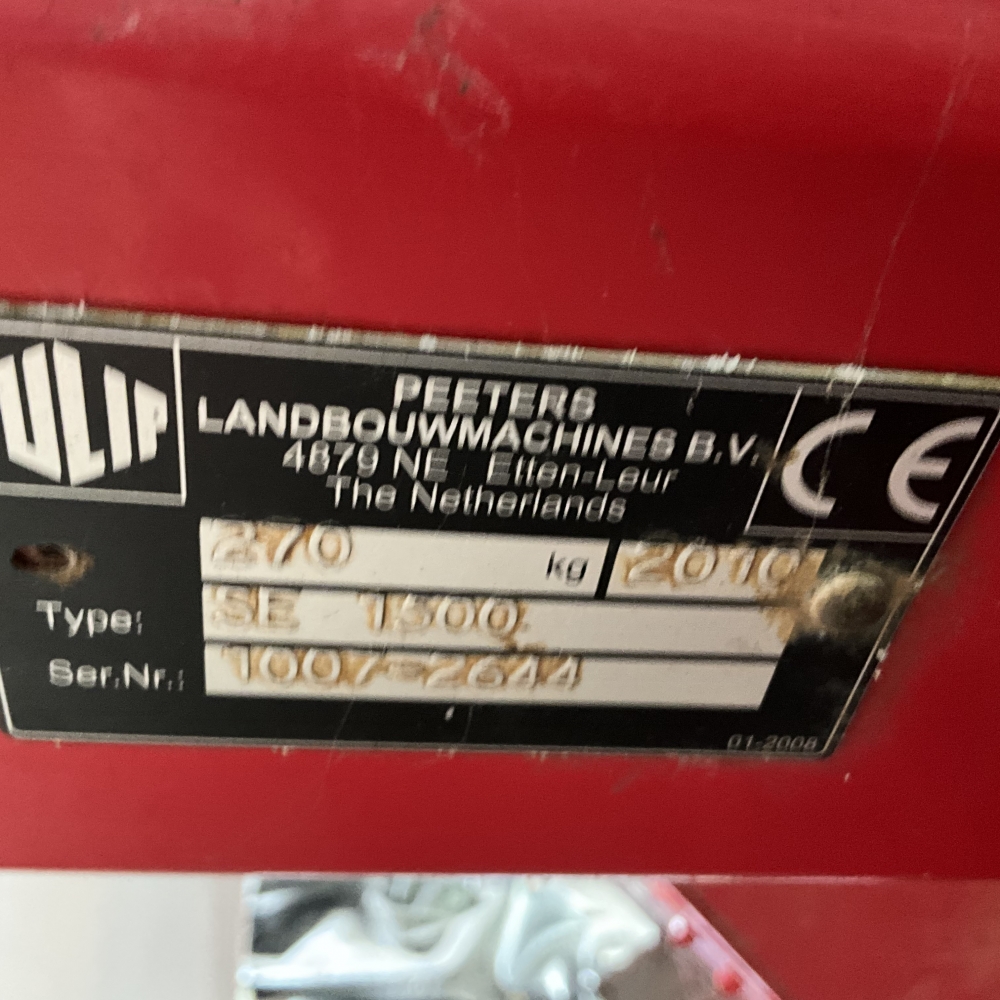 ULIP
PEETERS
LANDBOUWMACHINES B.V.
4879 NE Etten-Leur
The Netherlands
CE
270 kg 2010
Type: SE 1500
Ser.Nr.: 1007-2644
01-2008